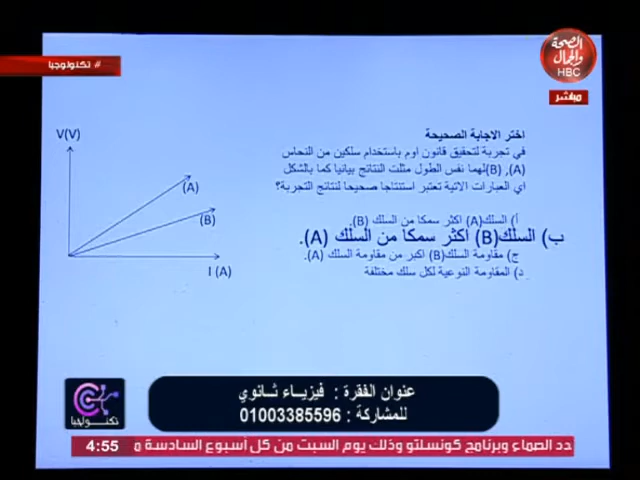 الصحة
والجمال
HBC
# تكنولوجيا
مباشر
اختر الاجابة الصحيحة
في تجربة لتحقيق قانون اوم باستخدام سلكين من النحاس
(A), (B)لهما نفس الطول مثلت النتائج بيانيا كما بالشكل
اي العبارات الاتية تعتبر استنتاجا صحيحا لنتائج التجربة؟
أ) السلك(A) اكثر سمكا من السلك (B).
ب) السلك(B) اكثر سمكا من السلك (A).
ج) مقاومة السلك(B) اكبر من مقاومة السلك (A).
د) المقاومة النوعية لكل سلك مختلفة
V(V)
(A)
(B)
I (A)
عنوان الفقرة : فيزياء ثانوي
للمشاركة : 01003385596
تكنولوجيا
دد الصماء وبرنامج كونسلتو وذلك يوم السبت من كل أسبوع السادسة م
4:55